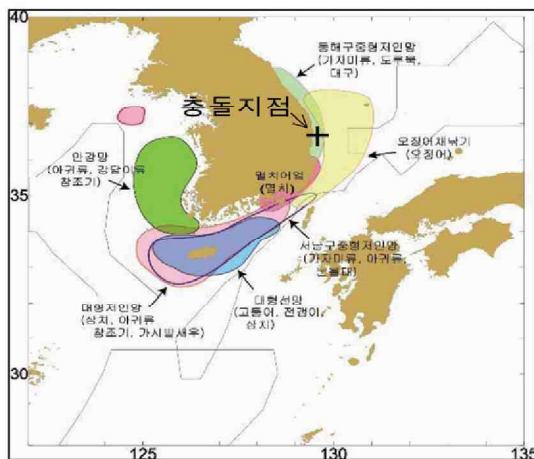 40
동해구중형저인망
(가자미류, 도루묵,
대구)
충돌지점
안강망
(아귀류, 강달이류
참조기)
멸치어업
(멸치)
오징어채낚기
(오징어)
35
서남구중형저인망
(가자미류, 아귀류,
눈볼대)
대형저인망
(삼치, 아귀류
참조기, 가시발새우)
대형선망
(고등어, 전갱이,
삼치)
30
125
130
135